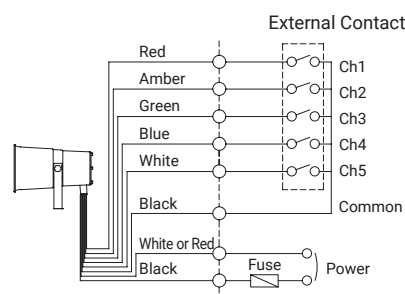 External Contact
Red
Ch1
Amber
Ch2
Green
Ch3
Blue
Ch4
White
Ch5
Black
Common
White or Red
Black
Fuse
Power